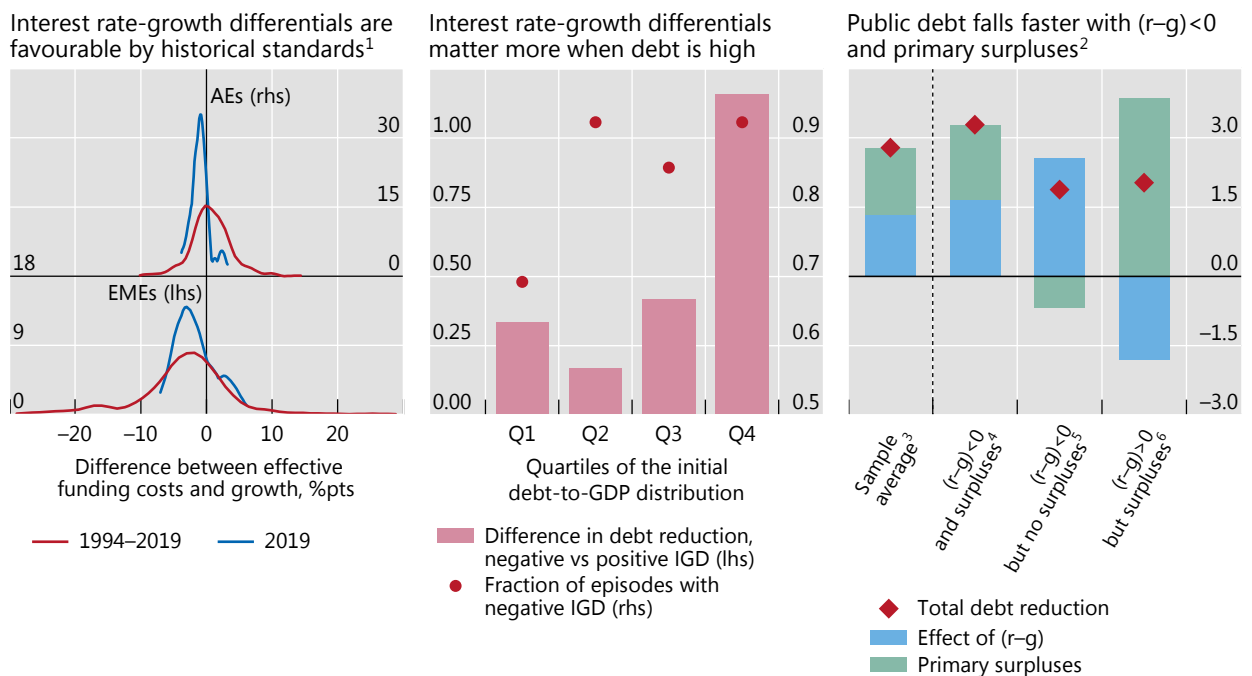 Interest rate-growth differentials are
favourable by historical standards¹
AEs (rhs)
30
15
18
0
EMEs (lhs)
9
0
−20 −10 0 10 20
Difference between effective
funding costs and growth, %pts
1994–2019 2019
Interest rate-growth differentials
matter more when debt is high
1.00 0.9
0.75 0.8
0.50 0.7
0.25 0.6
0.00 0.5
Q1 Q2 Q3 Q4
Quartiles of the initial
debt-to-GDP distribution
Difference in debt reduction,
negative vs positive IGD (lhs)
Fraction of episodes with
negative IGD (rhs)
Public debt falls faster with (r–g)<0
and primary surpluses²
3.0
1.5
0.0
−1.5
−3.0
Sample
average³
(r–g)<0
and surpluses⁴
(r–g)<0
but no surpluses⁵
(r–g)>0
but surpluses⁶
Total debt reduction
Effect of (r–g)
Primary surpluses